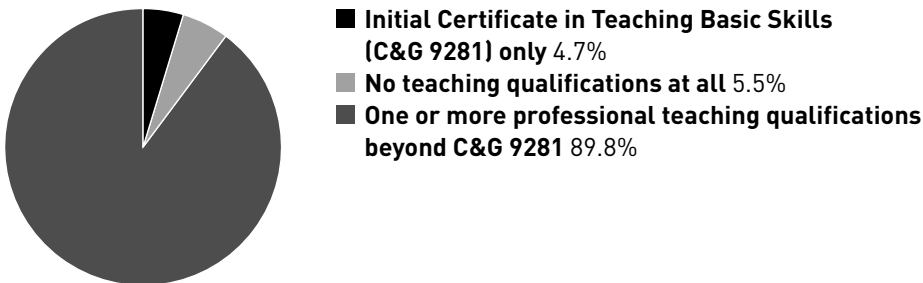 Initial Certificate in Teaching Basic Skills
(C&G 9281) only 4.7%
No teaching qualifications at all 5.5%
One or more professional teaching qualifications
beyond C&G 9281 89.8%